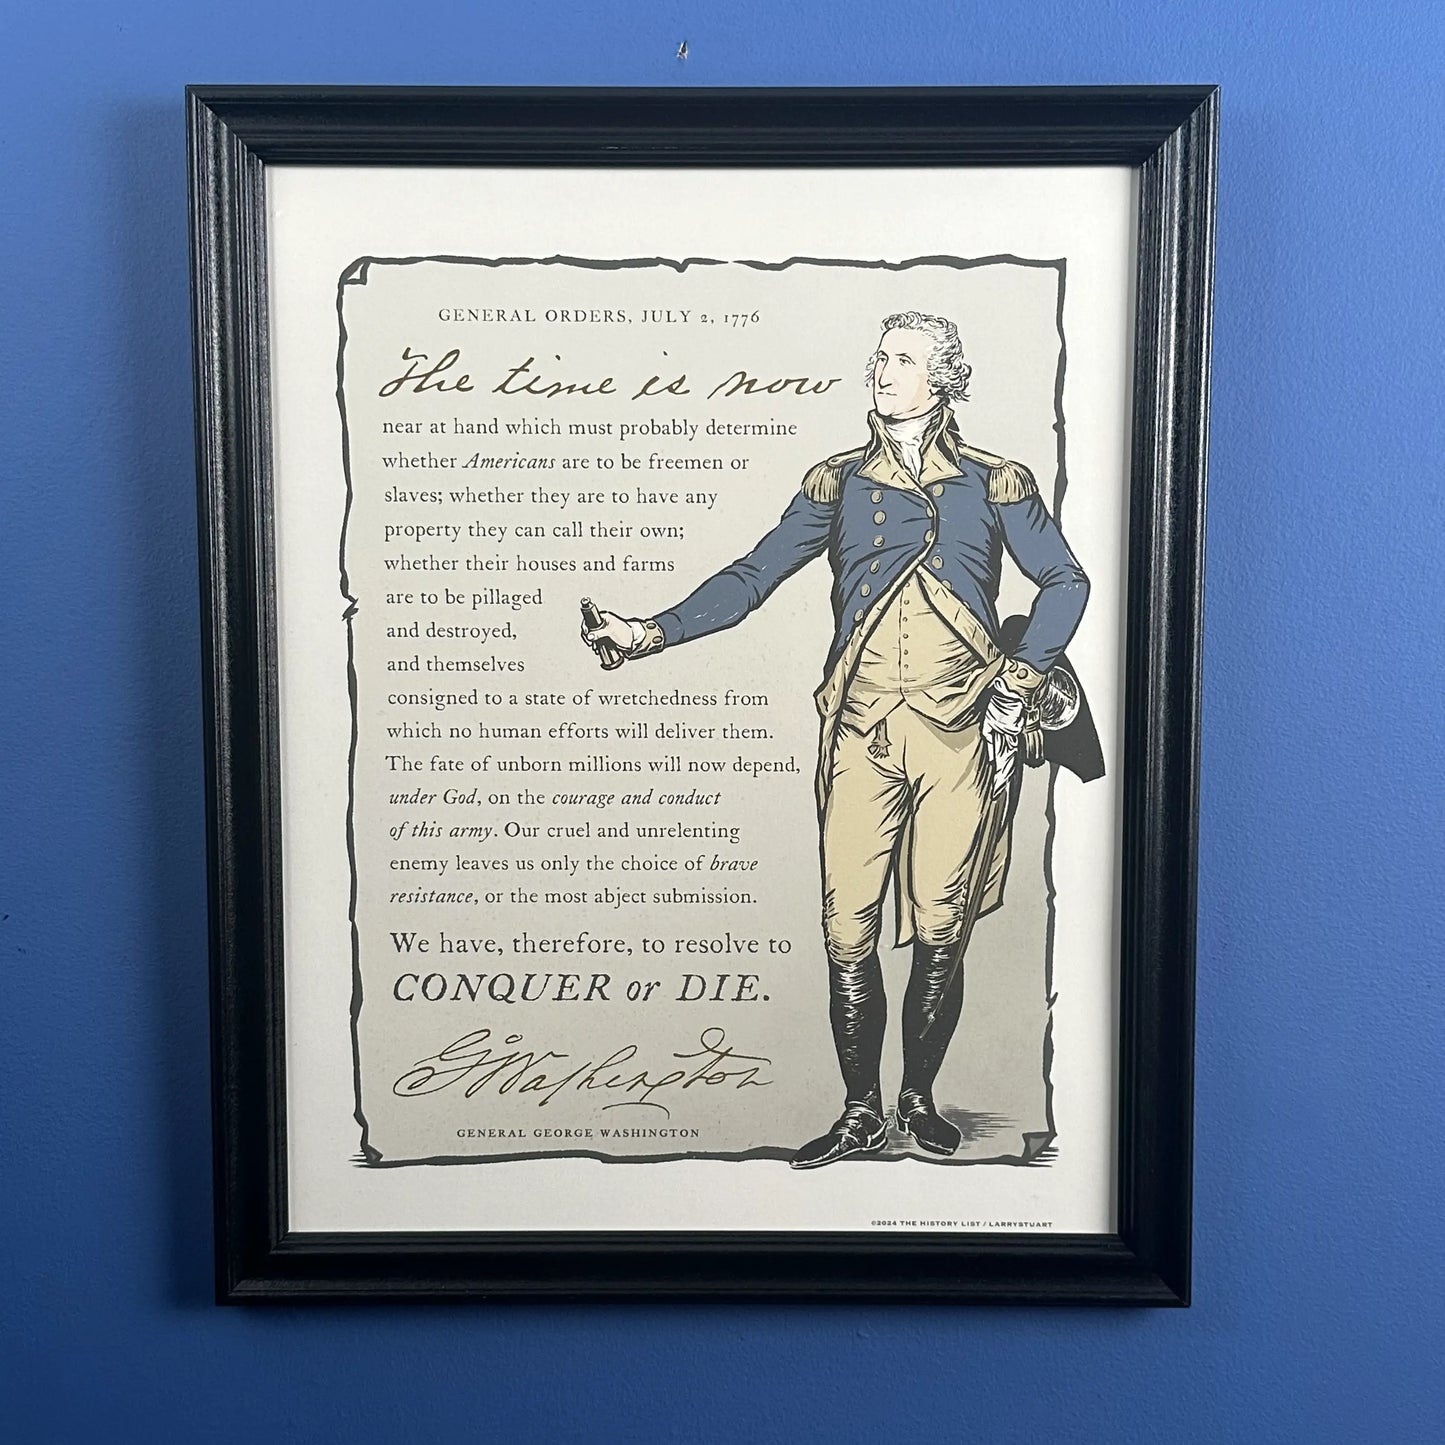 GENERAL ORDERS, JULY 2, 1776
The time is now
near at hand which must probably determine
whether Americans are to be freemen or
slaves; whether they are to have any
property they can call their own;
whether their houses and farms
are to be pillaged
and destroyed,
and themselves
consigned to a state of wretchedness from
which no human efforts will deliver them.
The fate of unborn millions will now depend,
under God, on the courage and conduct
of this army. Our cruel and unrelenting
enemy leaves us only the choice of brave
resistance, or the most abject submission.
We have, therefore, to resolve to
CONQUER or DIE.
Go Washington
GENERAL GEORGE WASHINGTON
©2024 THE HISTORY LIST / LARRYSTUART